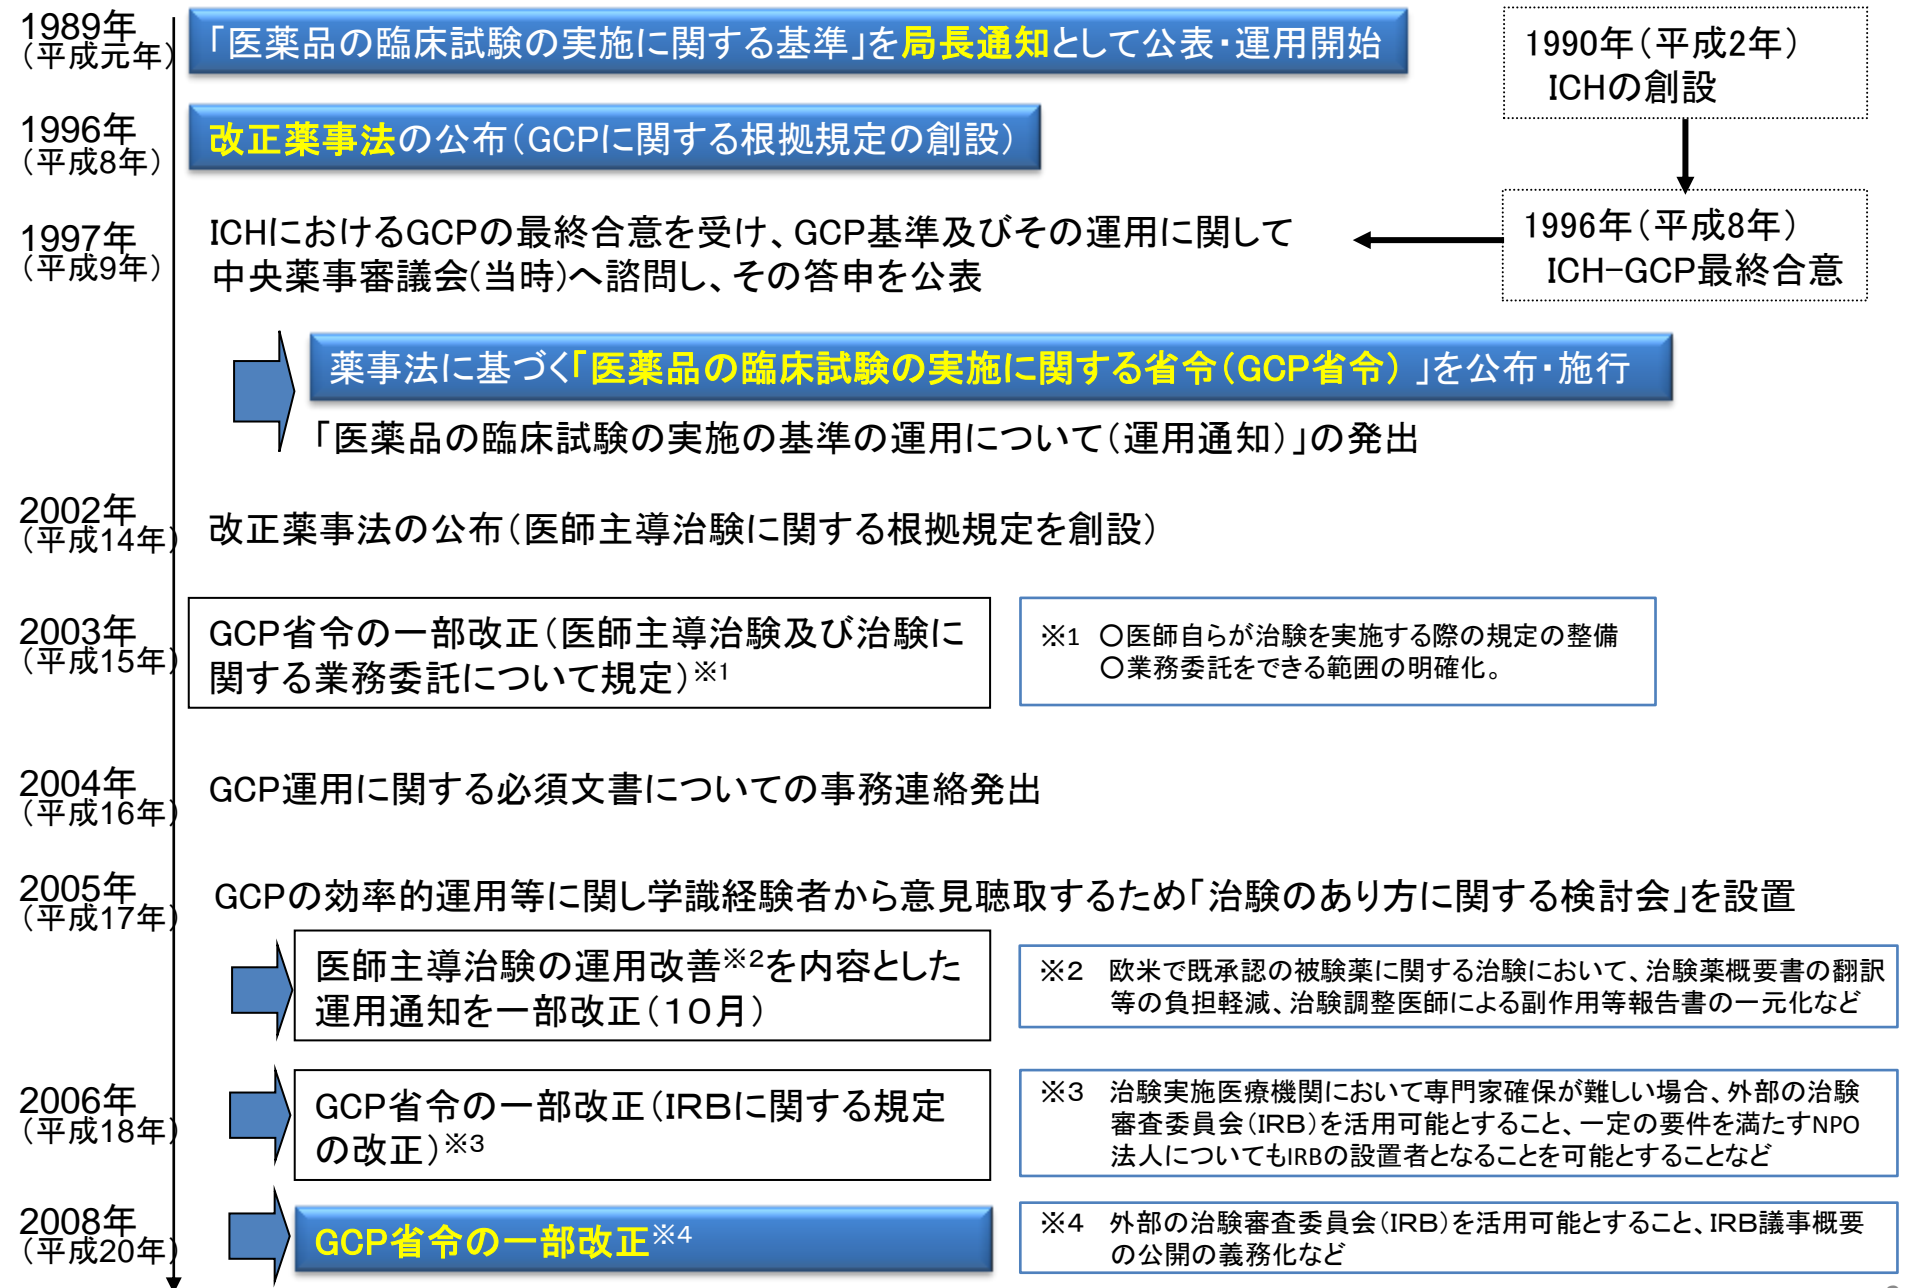 1989年
(平成元年)
「医薬品の臨床試験の実施に関する基準」を局長通知として公表・運用開始
1990年(平成2年)
ICHの創設
1996年
(平成8年)
改正薬事法の公布(GCPに関する根拠規定の創設)
1997年
(平成9年)
ICHにおけるGCPの最終合意を受け、GCP基準及びその運用に関して
中央薬事審議会(当時)へ諮問し、その答申を公表
1996年(平成8年)
ICH-GCP最終合意
薬事法に基づく「医薬品の臨床試験の実施に関する省令(GCP省令) 」を公布・施行
「医薬品の臨床試験の実施の基準の運用について(運用通知)」の発出
2002年
(平成14年)
改正薬事法の公布(医師主導治験に関する根拠規定を創設)
2003年
(平成15年)
GCP省令の一部改正(医師主導治験及び治験に
関する業務委託について規定)※1
※1 〇医師自らが治験を実施する際の規定の整備
〇業務委託をできる範囲の明確化。
2004年
(平成16年)
GCP運用に関する必須文書についての事務連絡発出
2005年
(平成17年)
GCPの効率的運用等に関し学識経験者から意見聴取するため「治験のあり方に関する検討会」を設置
医師主導治験の運用改善※2を内容とした
運用通知を一部改正(10月)
※2 欧米で既承認の被験薬に関する治験において、治験薬概要書の翻訳
等の負担軽減、治験調整医師による副作用等報告書の一元化など
2006年
(平成18年)
GCP省令の一部改正(IRBに関する規定
の改正)※3
※3 治験実施医療機関において専門家確保が難しい場合、外部の治験
審査委員会(IRB)を活用可能とすること、一定の要件を満たすNPO
法人についてもIRBの設置者となることを可能とすることなど
2008年
(平成20年)
GCP省令の一部改正※4
※4 外部の治験審査委員会(IRB)を活用可能とすること、IRB議事概要
の公開の義務化など